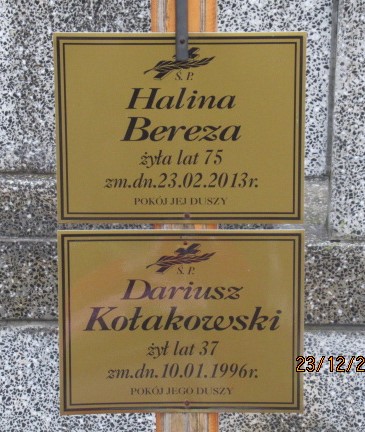 Ś. P.
Halina
Bereza
żyła lat 75
zm.dn.23.02.2013r.
POKÓJ JEJ DUSZY
Ś. P.
Dariusz
Kołakowski
żył lat 37
zm.dn.10.01.1996r.
POKÓJ JEGO DUSZY
23/12/2